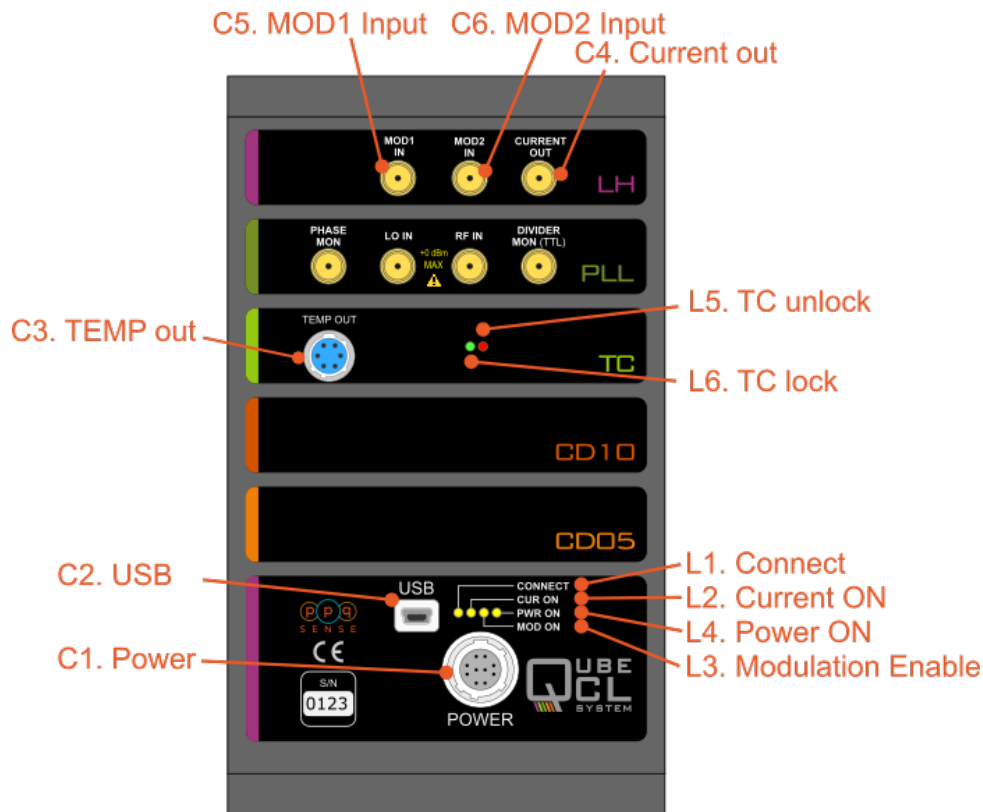 C5. MOD1 Input
C6. MOD2 Input
C4. Current out
MOD1
IN
MOD2
IN
CURRENT
OUT
LH
PHASE
MON
LO IN
+0 dBm
MAX
RF IN
DIVIDER
MON (TTL)
PLL
L5. TC unlock
C3. TEMP out
TEMP OUT
TC
L6. TC lock
CD10
CD05
C2. USB
USB
CONNECT
CUR ON
PWR ON
MOD ON
L1. Connect
L2. Current ON
L4. Power ON
L3. Modulation Enable
ppq
SENSE
CE
C1. Power
S/N
0123
POWER
QUBE
CL
SYSTEM